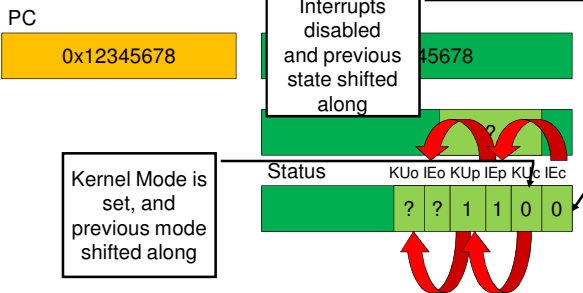 PC
Interrupts
disabled
and previous
state shifted
along
0x12345678
45678
?
Status
KUo IEo KUp IEp KUc IEc
? ? 1 1 0 0
Kernel Mode is
set, and
previous mode
shifted along